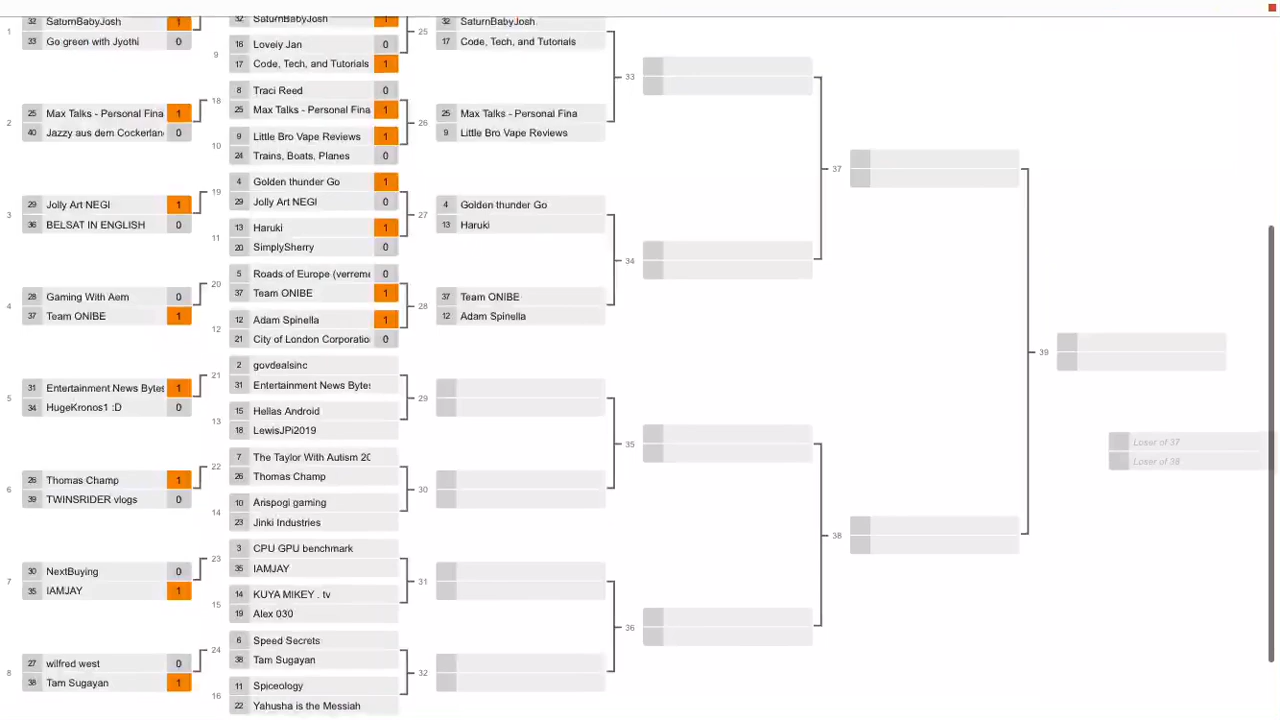 1
32 SaturnBabyJosh 1
33 Go green with Jyothi 0
2
25 Max Talks - Personal Fina 1
40 Jazzy aus dem Cockerlan 0
3
29 Jolly Art NEGI 1
36 BELSAT IN ENGLISH 0
4
28 Gaming With Aem 0
37 Team ONIBE 1
5
31 Entertainment News Bytes 1
34 HugeKronos1 :D 0
6
26 Thomas Champ 1
39 TWINSRIDER vlogs 0
7
30 NextBuying 0
35 IAMJAY 1
8
27 wilfred west 0
38 Tam Sugayan 1
32 SaturnBabyJosh 1
9
16 Lovely Jan 0
17 Code, Tech, and Tutorials 1
18
8 Traci Reed 0
25 Max Talks - Personal Fina 1
10
9 Little Bro Vape Reviews 1
24 Trains, Boats, Planes 0
19
4 Golden thunder Go 1
29 Jolly Art NEGI 0
11
13 Haruki 1
20 SimplySherry 0
20
5 Roads of Europe (verreme 0
37 Team ONIBE 1
12
12 Adam Spinella 1
21 City of London Corporatio 0
21
2 govdealsinc
31 Entertainment News Bytes
13
15 Hellas Android
18 LewisJPi2019
22
7 The Taylor With Autism 20
26 Thomas Champ
14
10 Arispogi gaming
23 Jinki Industries
23
3 CPU GPU benchmark
35 IAMJAY
15
14 KUYA MIKEY . tv
19 Alex 030
24
6 Speed Secrets
38 Tam Sugayan
16
11 Spiceology
22 Yahusha is the Messiah
25
32 SaturnBabyJosh
17 Code, Tech, and Tutorials
26
25 Max Talks - Personal Fina
9 Little Bro Vape Reviews
27
4 Golden thunder Go
13 Haruki
28
37 Team ONIBE
12 Adam Spinella
29
30
31
32
33
34
35
36
37
38
39
Loser of 37
Loser of 38